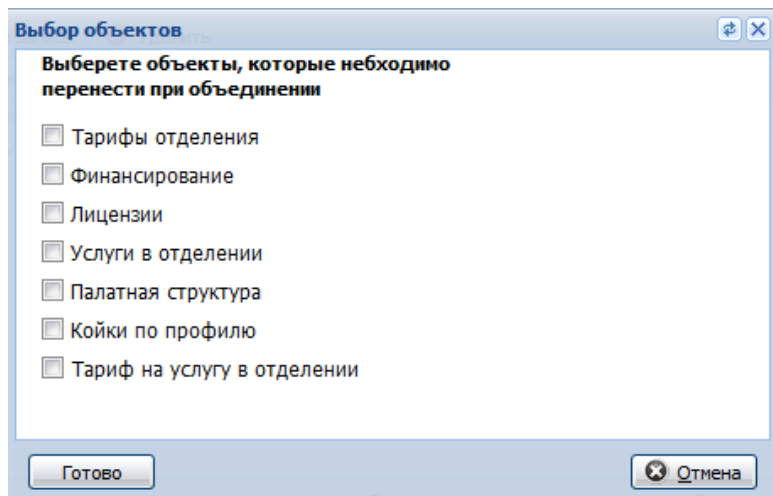 Выбор объектов
Выберете объекты, которые небходимо
перенести при объединении
Тарифы отделения
Финансирование
Лицензии
Услуги в отделении
Палатная структура
Койки по профилю
Тариф на услугу в отделении
Готово
Отмена